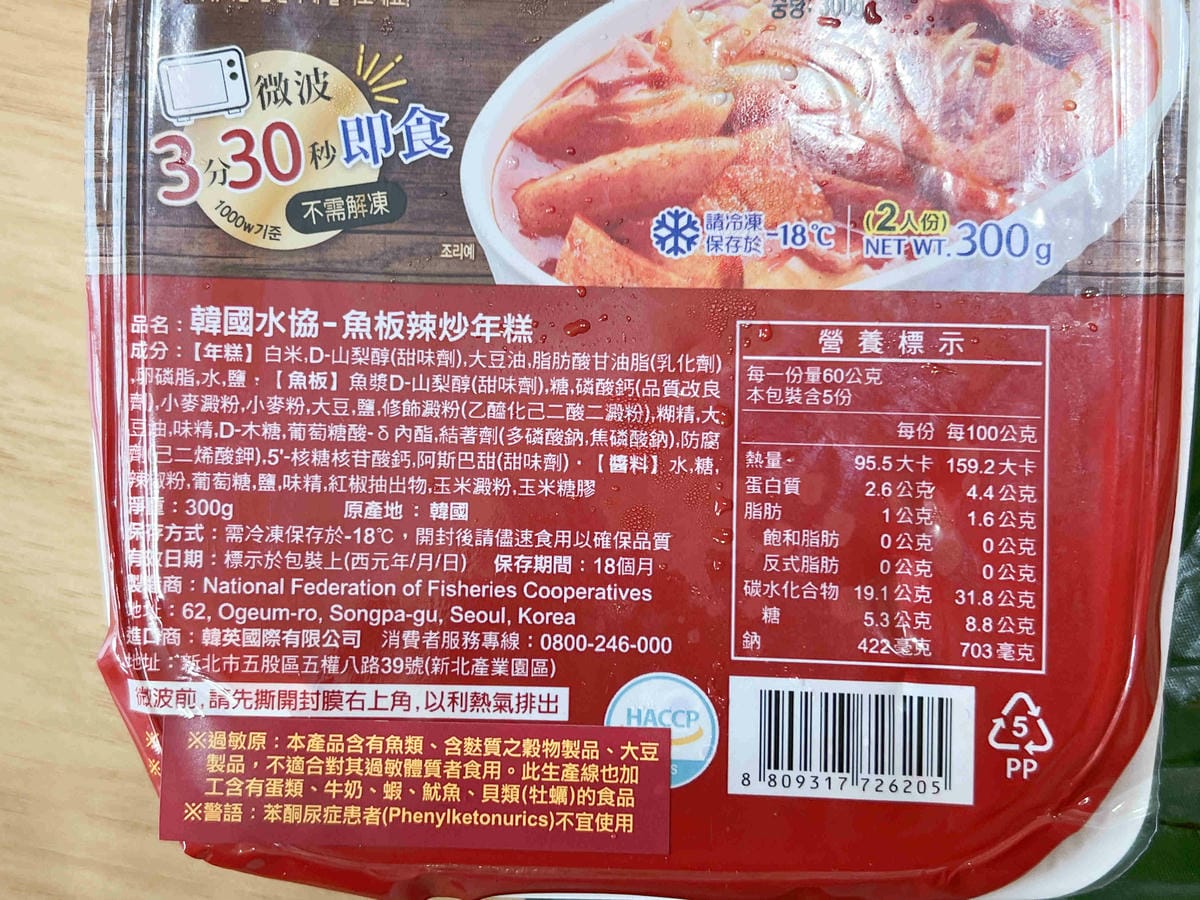 微波
3分30秒即食
1000w기준
不需解凍
조리예
請冷凍
保存於 -18℃
(2人份)
NET WT. 300g
品名：韓國水協-魚板辣炒年糕
成分：【年糕】白米,D-山梨醇(甜味劑),大豆油,脂肪酸甘油脂(乳化劑)
,卵磷脂,水,鹽．【魚板】魚漿D-山梨醇(甜味劑),糖,磷酸鈣(品質改良
劑),小麥澱粉,小麥粉,大豆,鹽,修飾澱粉(乙醯化己二酸二澱粉),糊精,大
豆油,味精,D-木糖,葡萄糖酸-δ內酯,結著劑(多磷酸鈉,焦磷酸鈉),防腐
劑(己二烯酸鉀),5'-核糖核苷酸鈣,阿斯巴甜(甜味劑)．【醬料】水,糖,
辣椒粉,葡萄糖,鹽,味精,紅椒抽出物,玉米澱粉,玉米糖膠
淨重：300g 原產地：韓國
保存方式：需冷凍保存於-18℃，開封後請儘速食用以確保品質
有效日期：標示於包裝上(西元年/月/日) 保存期間：18個月
製造商：National Federation of Fisheries Cooperatives
地址：62, Ogeum-ro, Songpa-gu, Seoul, Korea
進口商：韓英國際有限公司 消費者服務專線：0800-246-000
地址：新北市五股區五權八路39號(新北產業園區)
微波前,請先撕開封膜右上角,以利熱氣排出
營養標示
每一份量60公克
本包裝含5份
每份 每100公克
熱量 95.5大卡 159.2大卡
蛋白質 2.6公克 4.4公克
脂肪 1公克 1.6公克
飽和脂肪 0公克 0公克
反式脂肪 0公克 0公克
碳水化合物 19.1公克 31.8公克
糖 5.3公克 8.8公克
鈉 422毫克 703毫克
HACCP
※過敏原：本產品含有魚類、含麩質之穀物製品、大豆
製品，不適合對其過敏體質者食用。此生產線也加
工含有蛋類、牛奶、蝦、魷魚、貝類(牡蠣)的食品
※警語：苯酮尿症患者(Phenylketonurics)不宜使用
8 809317 726205
5
PP